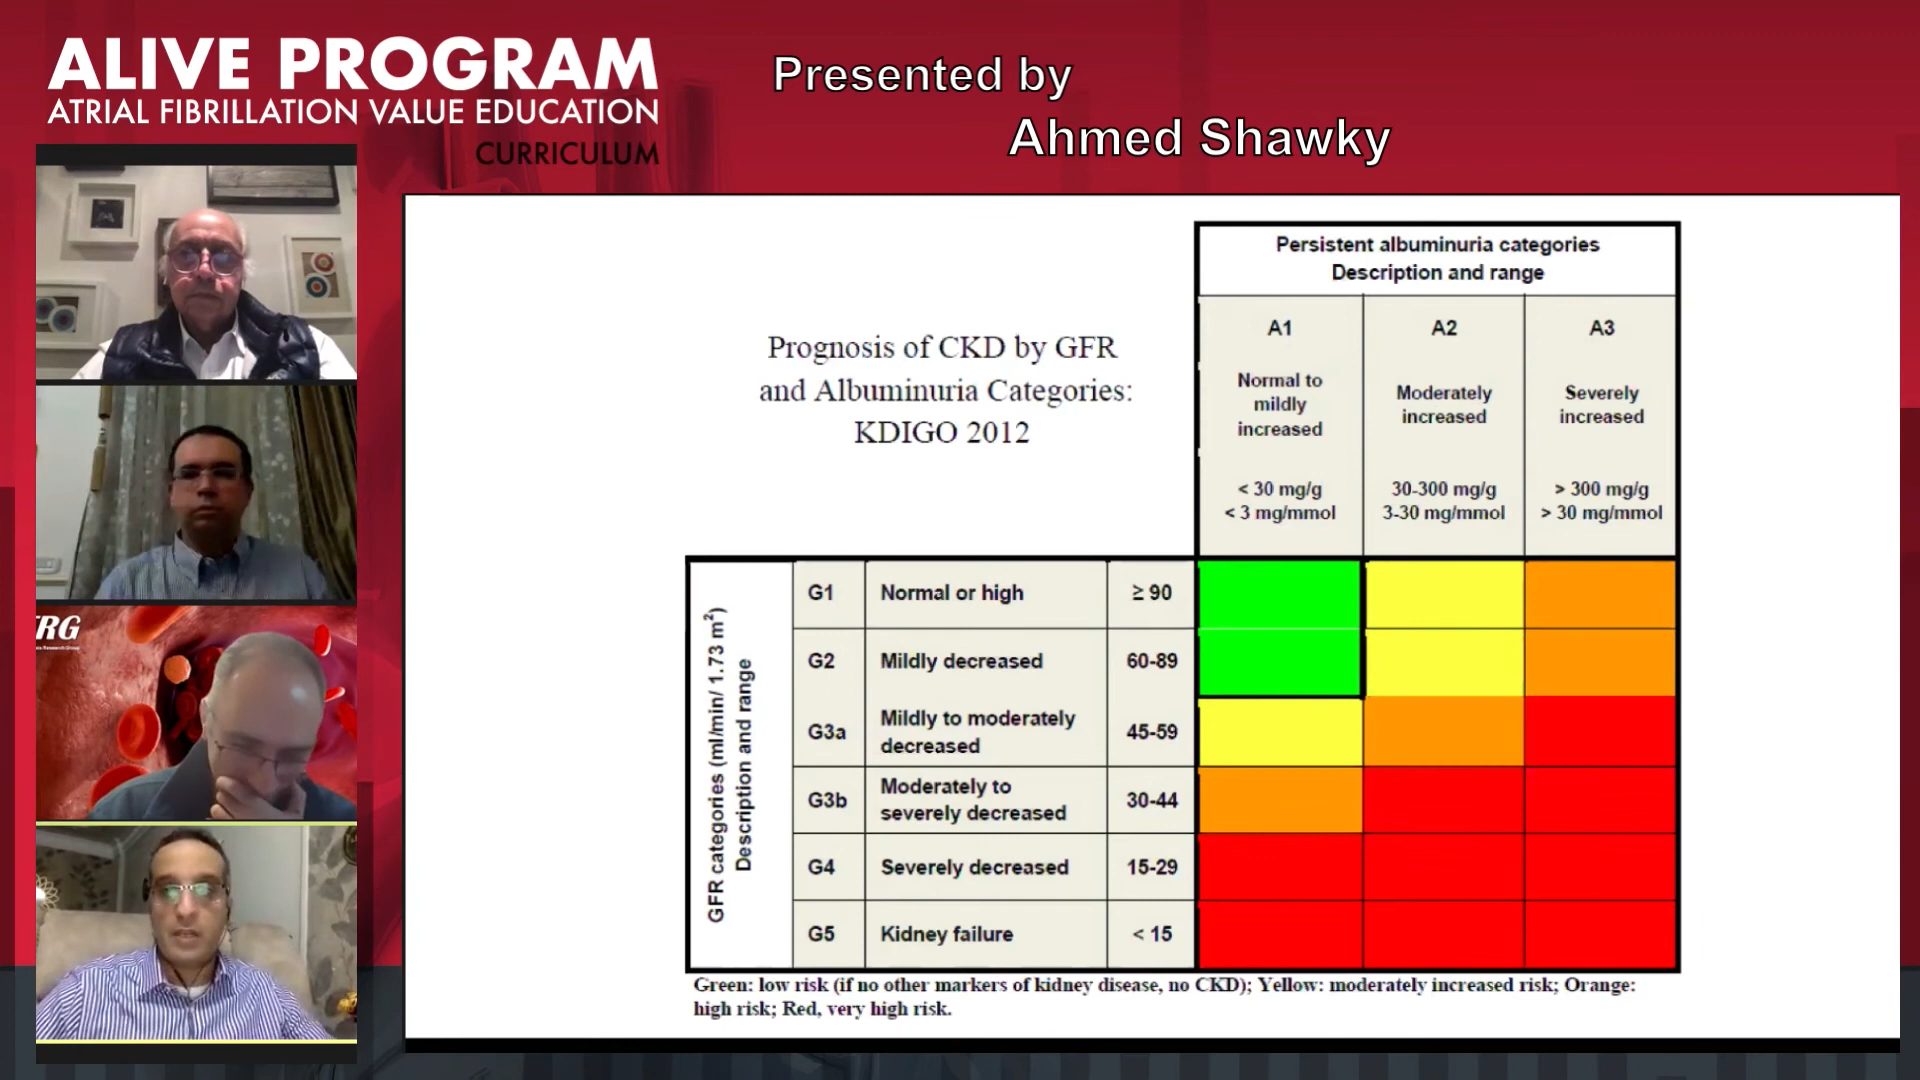 ALIVE PROGRAM
ATRIAL FIBRILLATION VALUE EDUCATION
CURRICULUM
Presented by
Ahmed Shawky
RG
Prognosis of CKD by GFR
and Albuminuria Categories:
KDIGO 2012
Persistent albuminuria categories
Description and range
A1
A2
A3
Normal to
mildly
increased
Moderately
increased
Severely
increased
< 30 mg/g
< 3 mg/mmol
30-300 mg/g
3-30 mg/mmol
> 300 mg/g
> 30 mg/mmol
GFR categories (ml/min/ 1.73 m²)
Description and range
G1 Normal or high ≥ 90
G2 Mildly decreased 60-89
G3a Mildly to moderately
decreased 45-59
G3b Moderately to
severely decreased 30-44
G4 Severely decreased 15-29
G5 Kidney failure < 15
Green: low risk (if no other markers of kidney disease, no CKD); Yellow: moderately increased risk; Orange:
high risk; Red, very high risk.